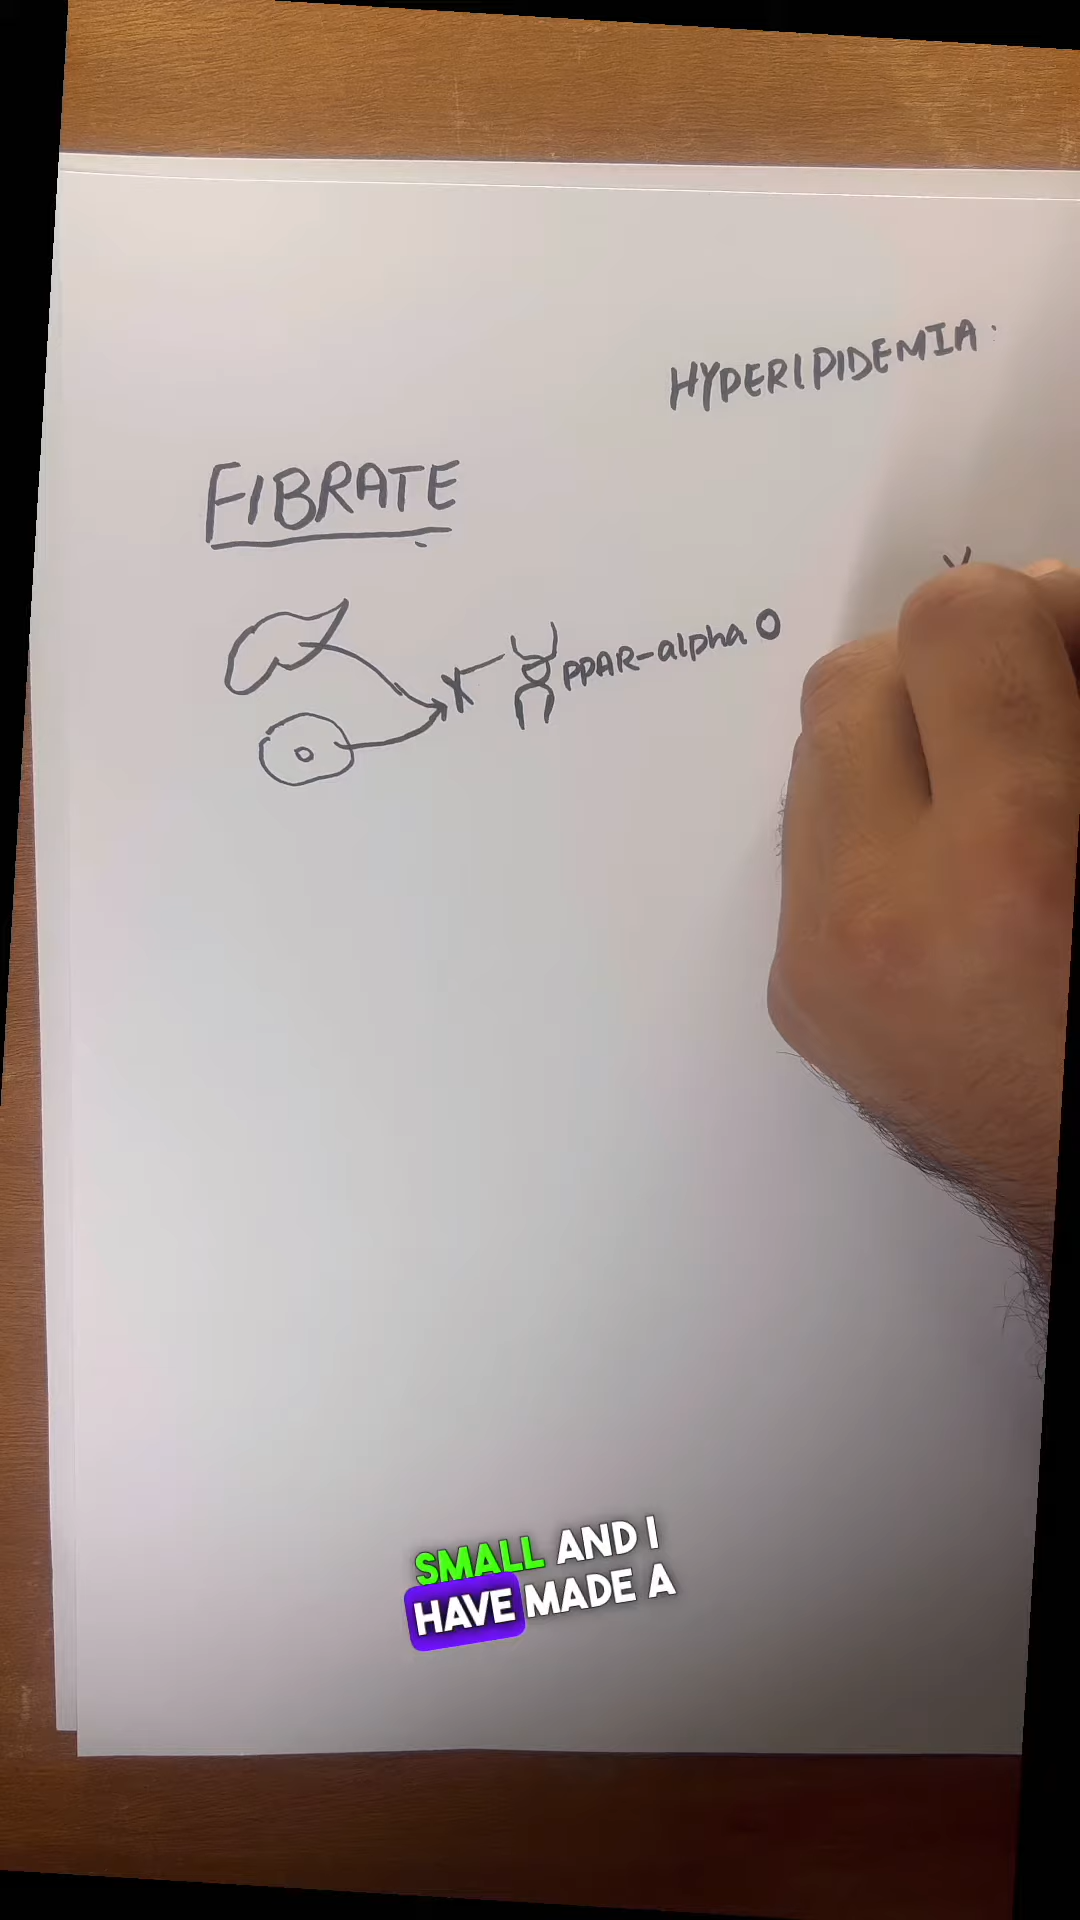 HYPERLIPIDEMIA
FIBRATE
X
PPAR-alpha
SMALL AND I
HAVE MADE A